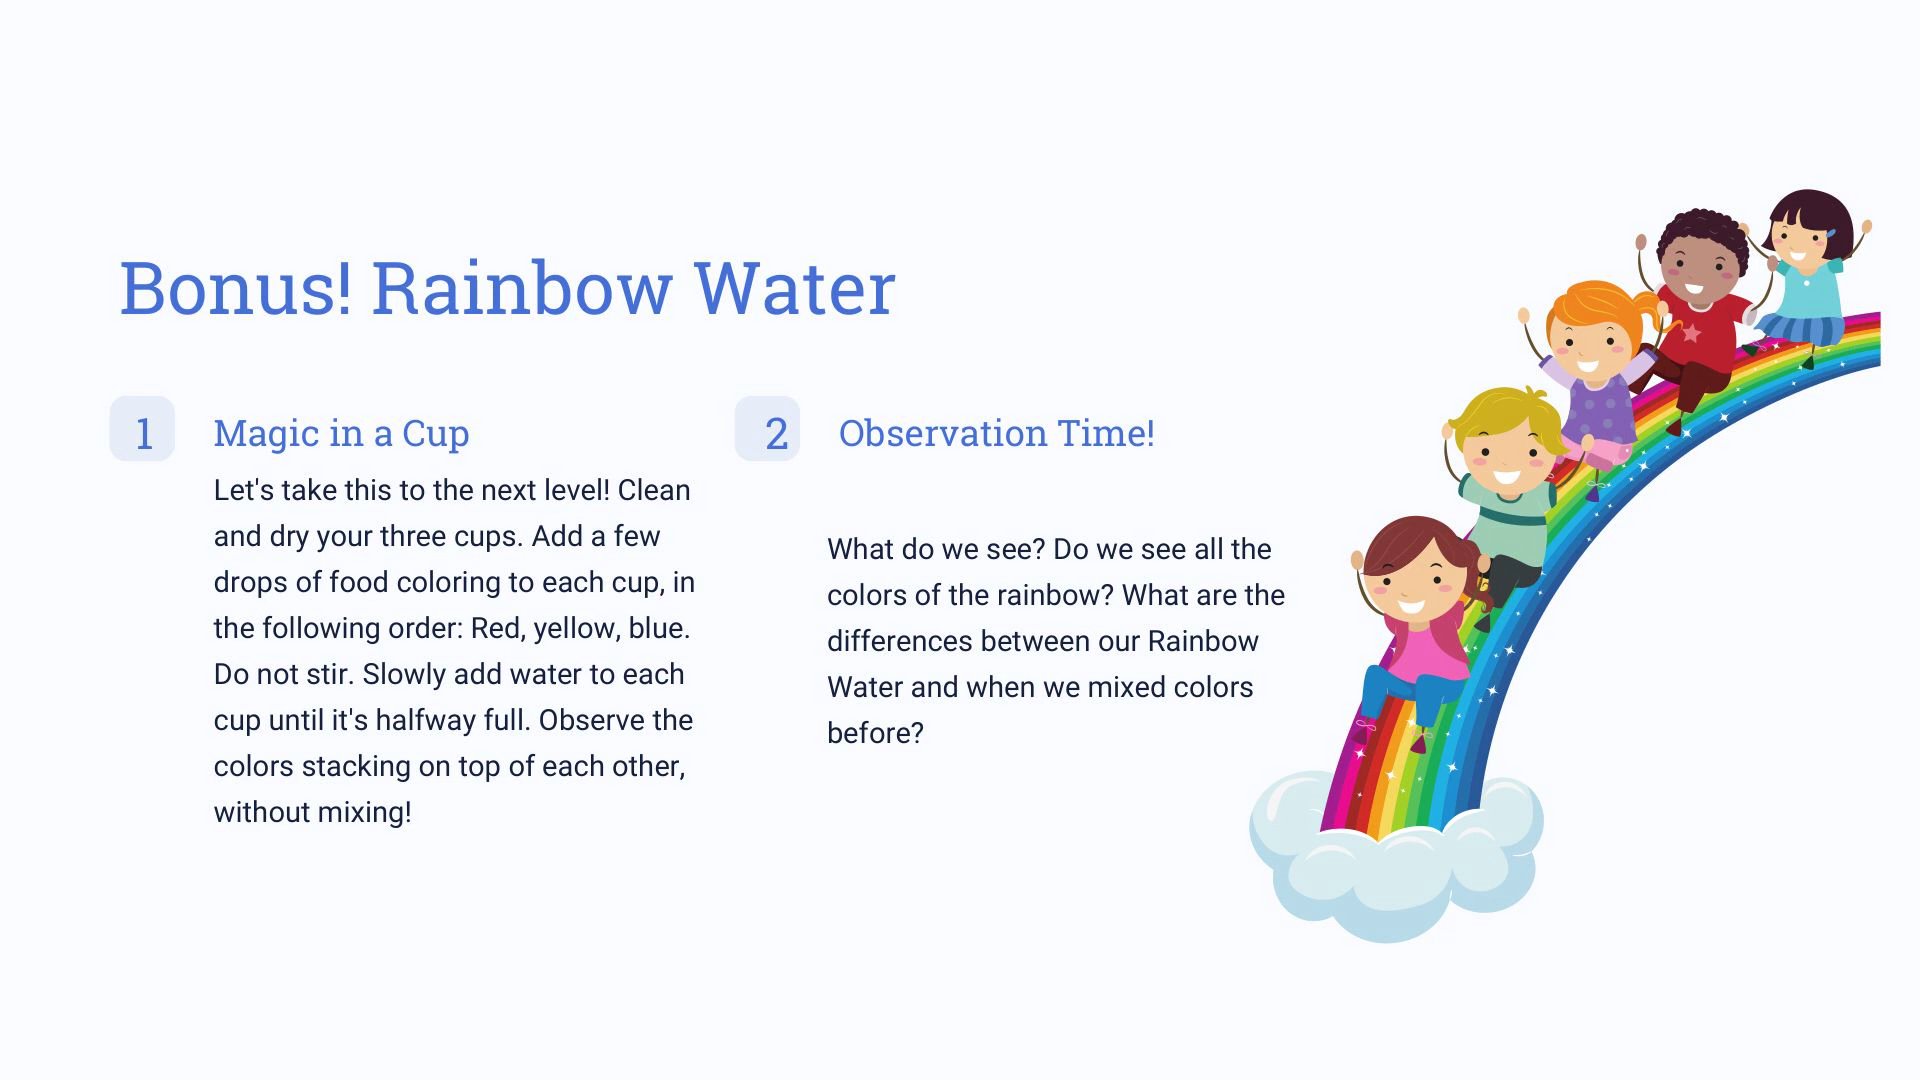 Bonus! Rainbow Water
1
Magic in a Cup
Let's take this to the next level! Clean
and dry your three cups. Add a few
drops of food coloring to each cup, in
the following order: Red, yellow, blue.
Do not stir. Slowly add water to each
cup until it's halfway full. Observe the
colors stacking on top of each other,
without mixing!
2
Observation Time!
What do we see? Do we see all the
colors of the rainbow? What are the
differences between our Rainbow
Water and when we mixed colors
before?